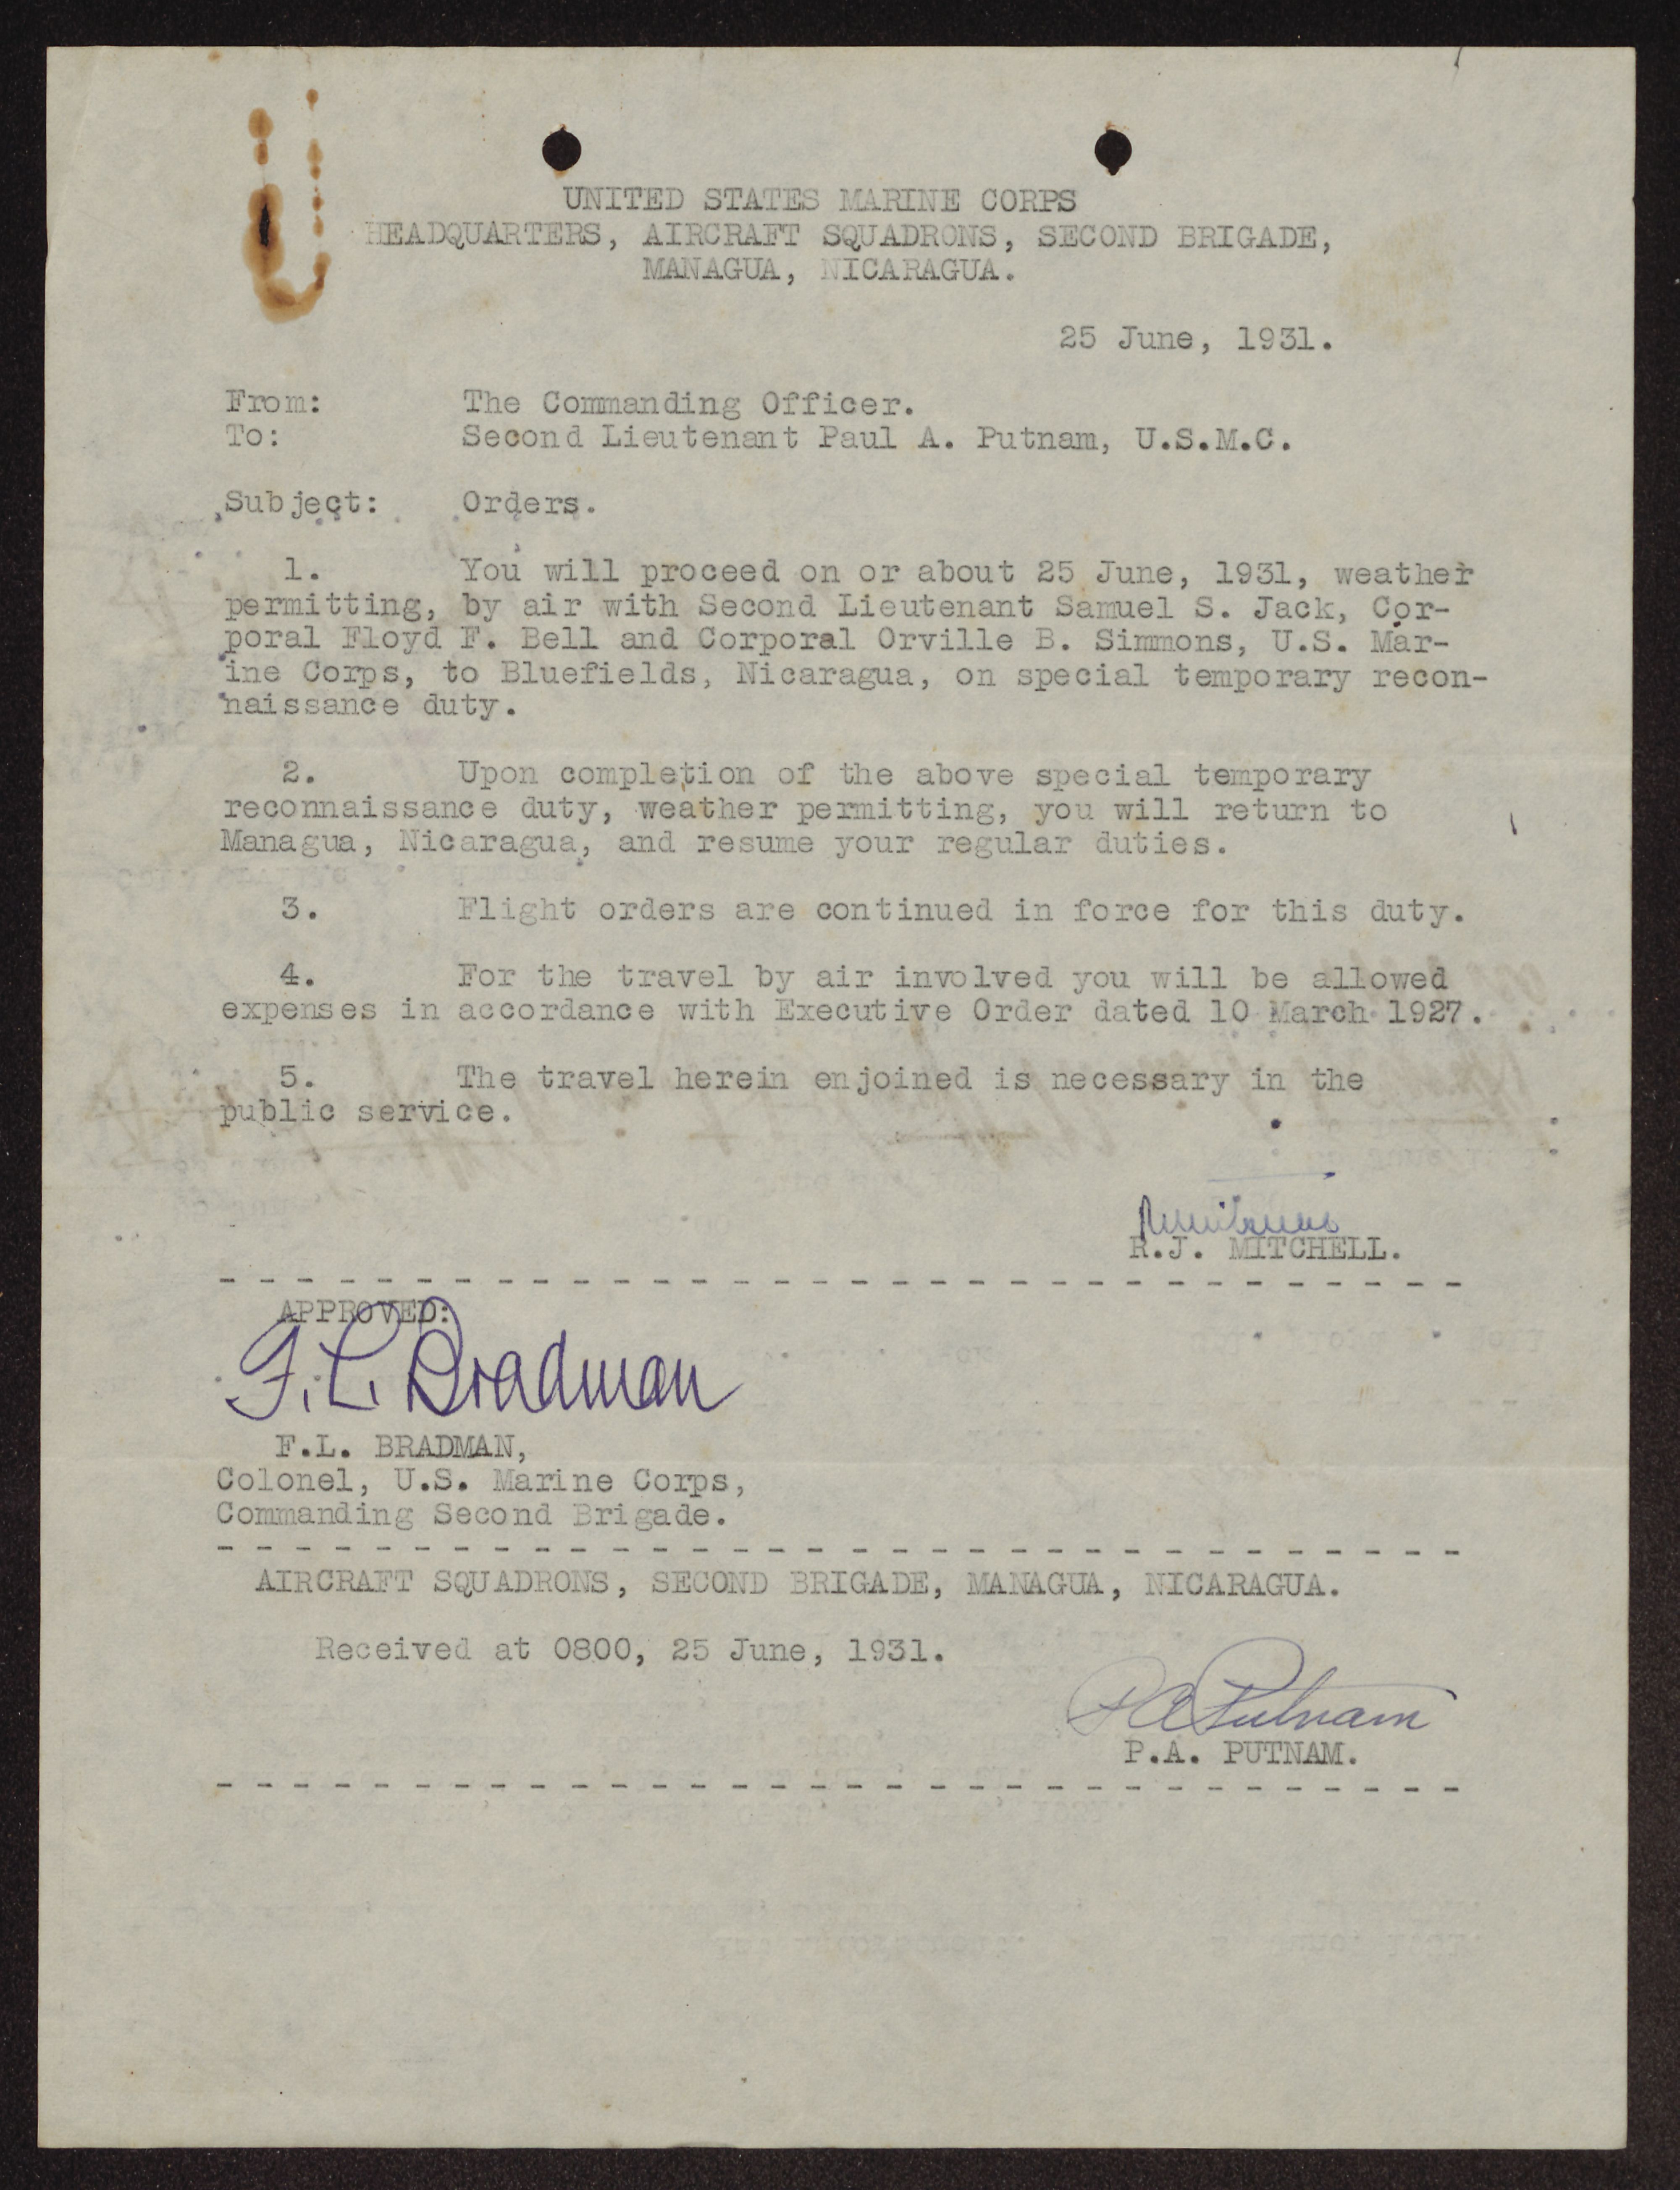 UNITED STATES MARINE CORPS
HEADQUARTERS, AIRCRAFT SQUADRONS, SECOND BRIGADE,
MANAGUA, NICARAGUA.
25 June, 1931.
From: The Commanding Officer.
To: Second Lieutenant Paul A. Putnam, U.S.M.C.
Subject: Orders.
1. You will proceed on or about 25 June, 1931, weather
permitting, by air with Second Lieutenant Samuel S. Jack, Cor-
poral Floyd F. Bell and Corporal Orville B. Simmons, U.S. Mar-
ine Corps, to Bluefields, Nicaragua, on special temporary recon-
naissance duty.
2. Upon completion of the above special temporary
reconnaissance duty, weather permitting, you will return to
Managua, Nicaragua, and resume your regular duties.
3. Flight orders are continued in force for this duty.
4. For the travel by air involved you will be allowed
expenses in accordance with Executive Order dated 10 March 1927.
5. The travel herein enjoined is necessary in the
public service.
R.J. MITCHELL.
APPROVED:
F. L. Bradman
F.L. BRADMAN,
Colonel, U.S. Marine Corps,
Commanding Second Brigade.
AIRCRAFT SQUADRONS, SECOND BRIGADE, MANAGUA, NICARAGUA.
Received at 0800, 25 June, 1931.
P A Putnam
P.A. PUTNAM.